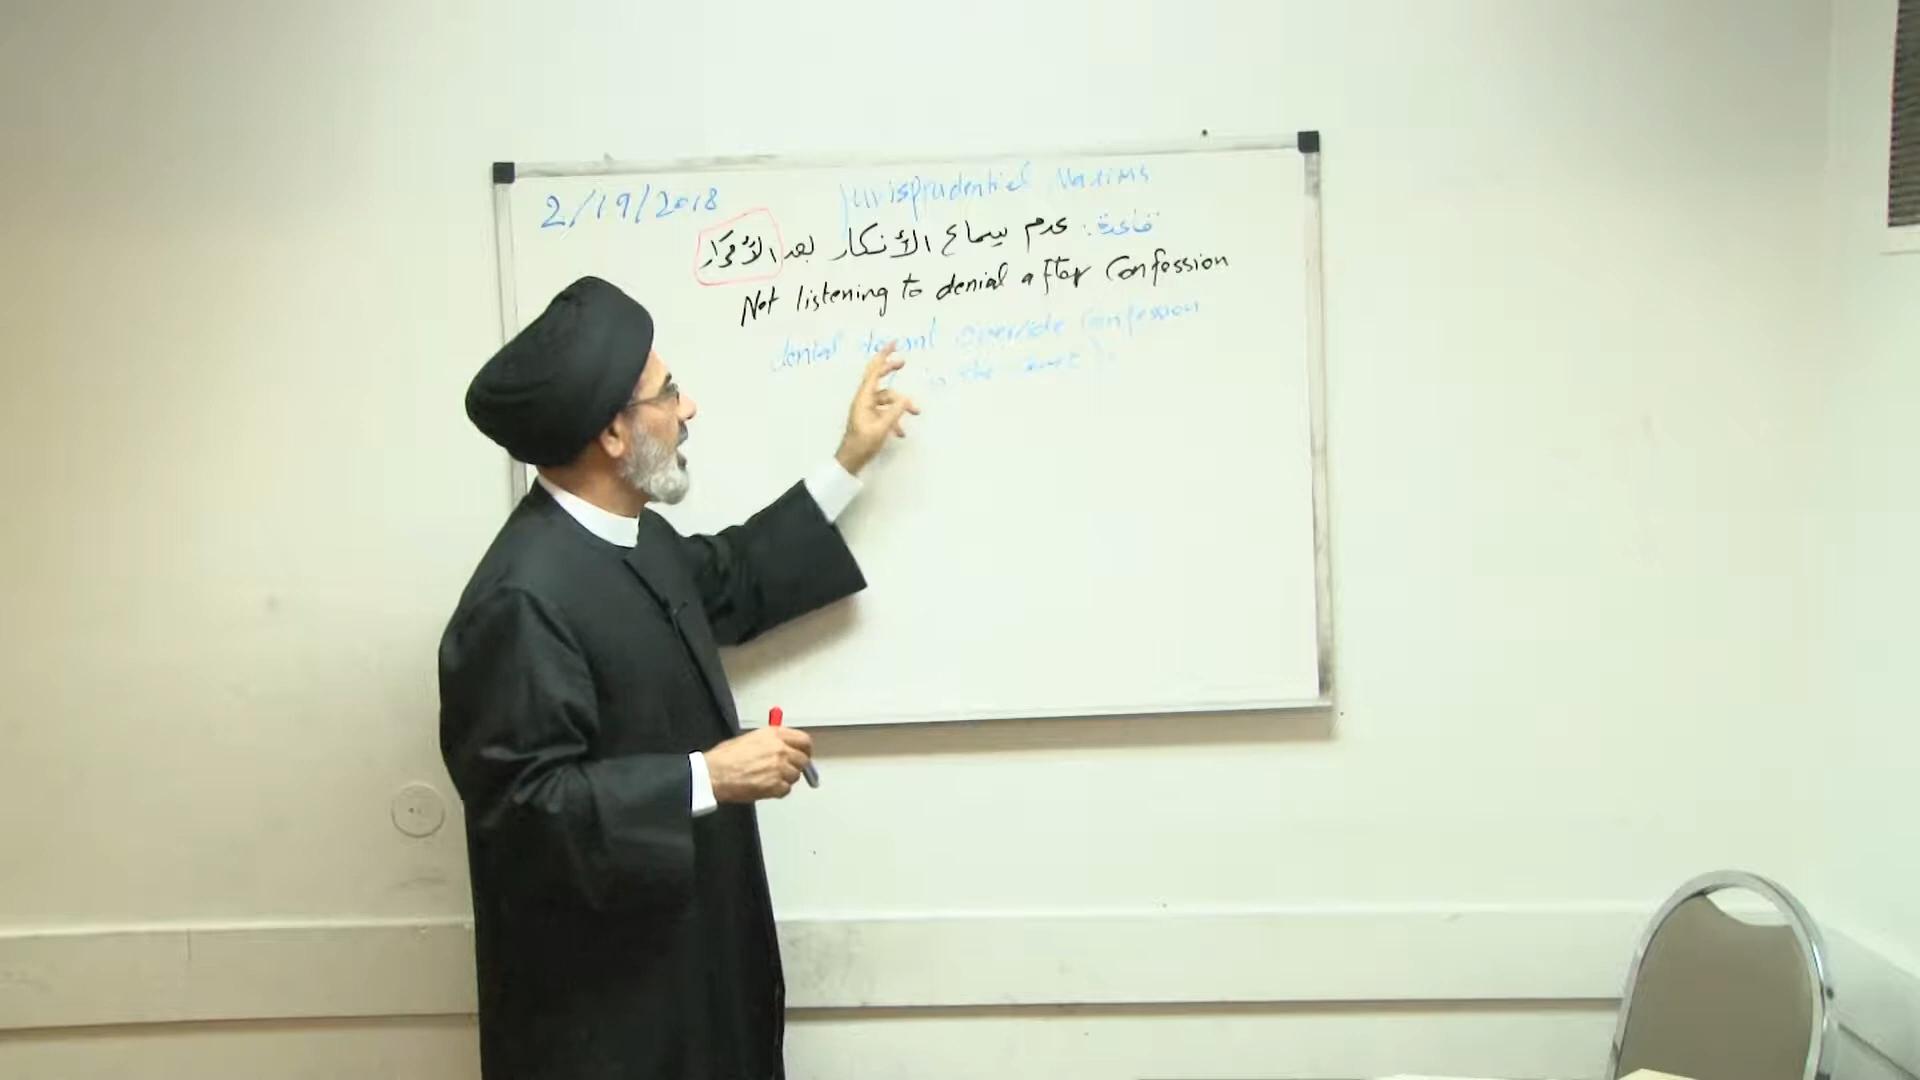 2/19/2018
Jurisprudential Maxims
قاعدة: عدم سماع الأنكار بعد الأقرار
Not listening to denial after Confession
denial doesnt override Confession
in the court).